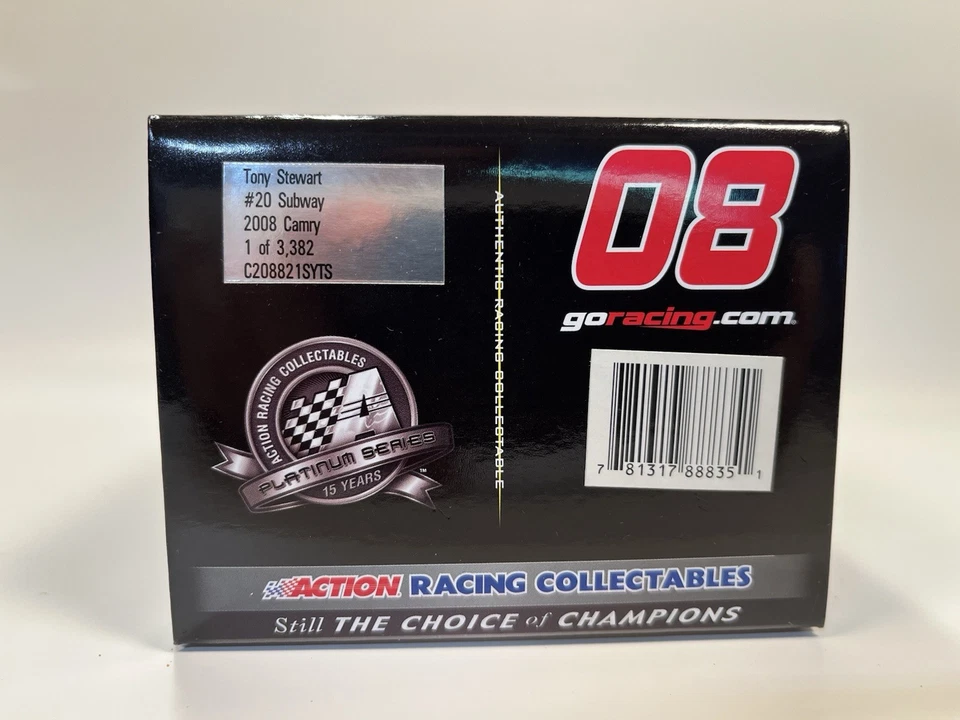 Tony Stewart
#20 Subway
2008 Camry
1 of 3,382
C208821SYTS
ACTION RACING COLLECTABLES
A
PLATINUM SERIES
15 YEARS
TM
AUTHENTIC RACING COLLECTABLE
08
goracing.com
7 81317 88835 1
ACTION RACING COLLECTABLES
Still THE CHOICE of CHAMPIONS